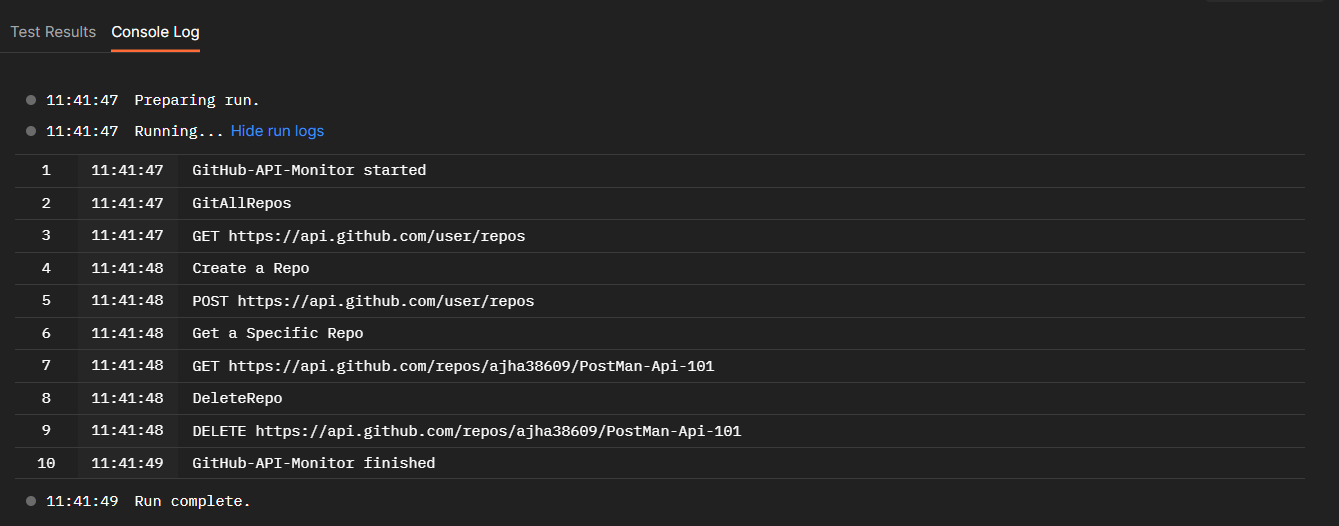 Test Results Console Log
11:41:47 Preparing run.
11:41:47 Running... Hide run logs
1 11:41:47 GitHub-API-Monitor started
2 11:41:47 GitAllRepos
3 11:41:47 GET https://api.github.com/user/repos
4 11:41:48 Create a Repo
5 11:41:48 POST https://api.github.com/user/repos
6 11:41:48 Get a Specific Repo
7 11:41:48 GET https://api.github.com/repos/ajha38609/PostMan-Api-101
8 11:41:48 DeleteRepo
9 11:41:48 DELETE https://api.github.com/repos/ajha38609/PostMan-Api-101
10 11:41:49 GitHub-API-Monitor finished
11:41:49 Run complete.